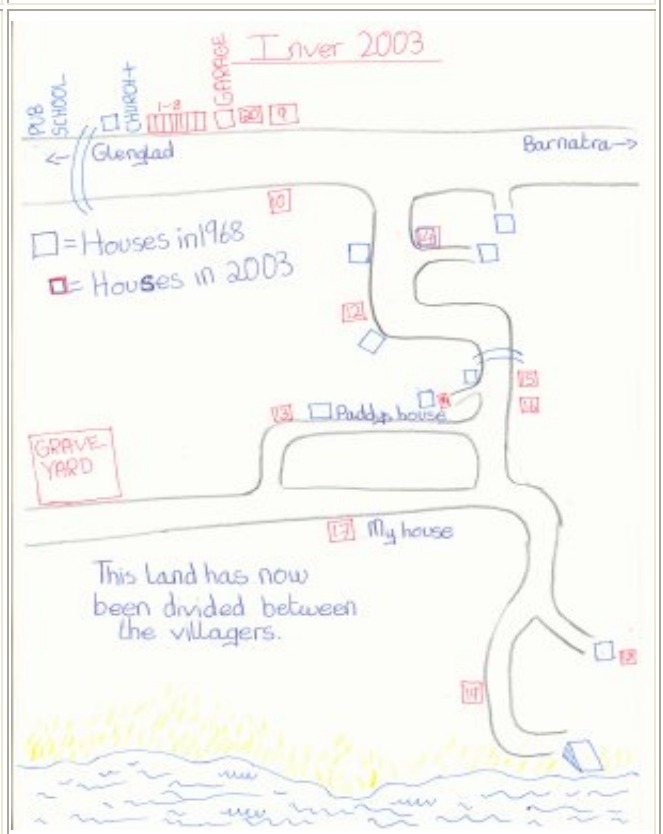 Inver 2003
PUB
SCHOOL
CHURCH
1-8
GARAGE
20
9
← Glenglad
Barnatra →
10
= Houses in 1968
= Houses in 2003
12
15
16
13
Paddys house
GRAVE-
YARD
17
My house
This Land has now
been divided between
the villagers.
18
19